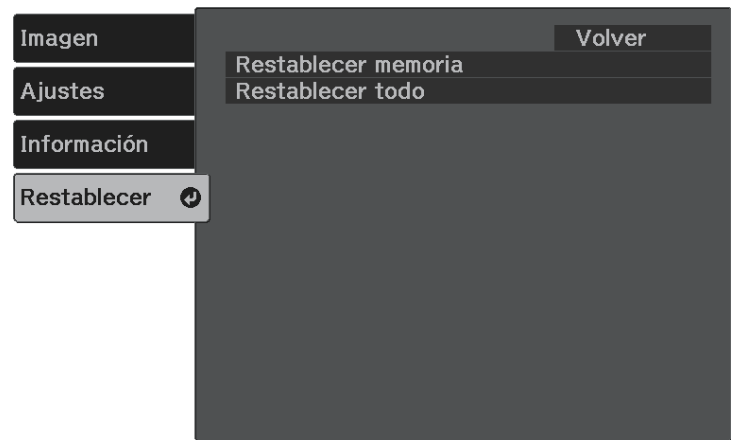 Imagen
Ajustes
Información
Restablecer
Volver
Restablecer memoria
Restablecer todo